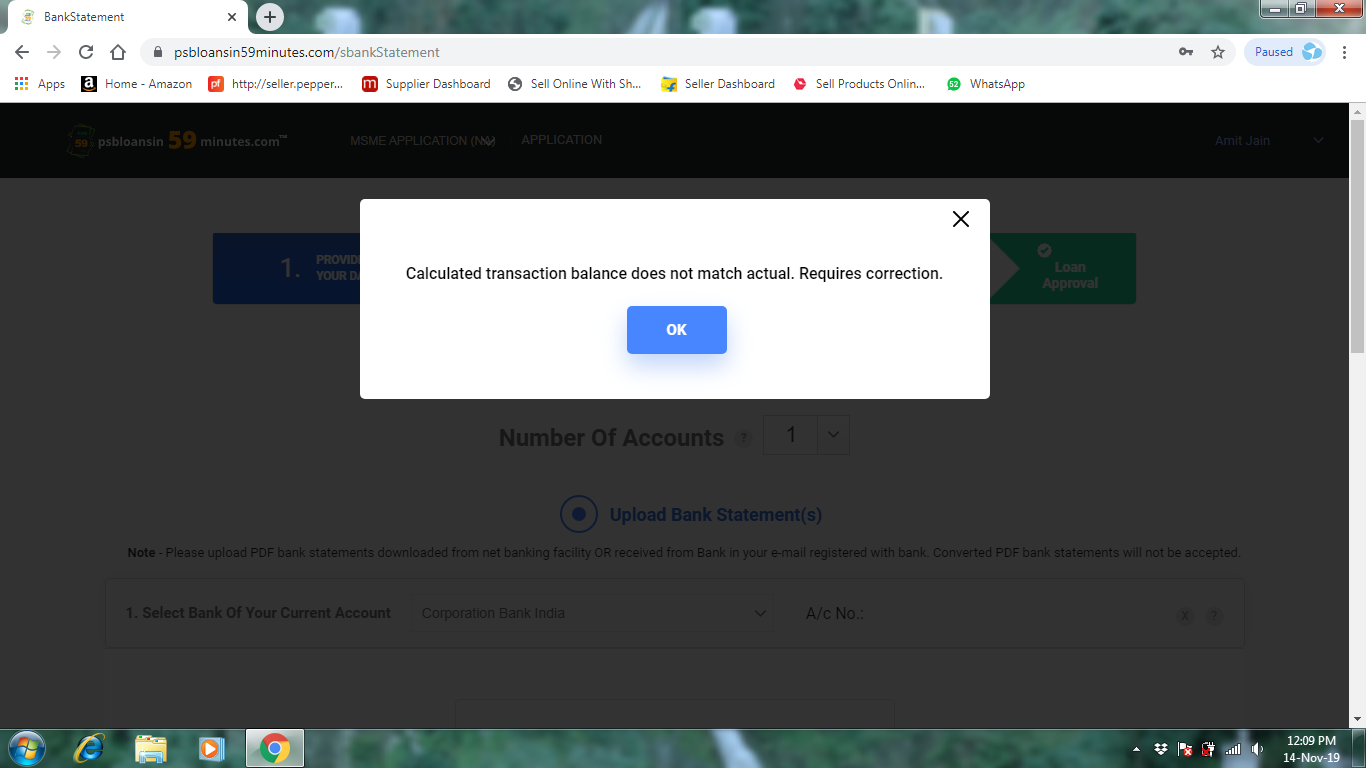 BankStatement
psbloansin59minutes.com/sbankStatement
Paused
Apps
Home - Amazon
http://seller.pepper...
Supplier Dashboard
Sell Online With Sh...
Seller Dashboard
Sell Products Onlin...
WhatsApp
psbloansin 59 minutes.com™
MSME APPLICATION
APPLICATION
Amit Jain
1.
Loan
Approval
Calculated transaction balance does not match actual. Requires correction.
OK
Number Of Accounts ? 1
Upload Bank Statement(s)
Note - Please upload PDF bank statements downloaded from net banking facility OR received from Bank in your e-mail registered with bank. Converted PDF bank statements will not be accepted.
1. Select Bank Of Your Current Account
Corporation Bank India
A/c No.:
X ?
12:09 PM
14-Nov-19